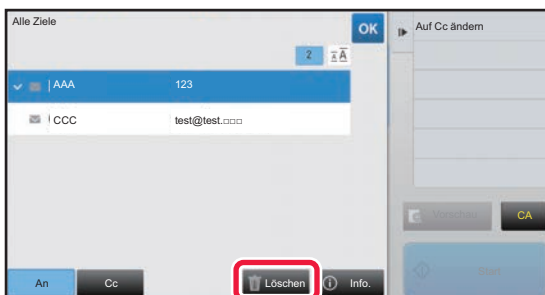 Alle Ziele
OK
Auf Cc ändern
2
AAA 123
CCC test@test.□□□
Vorschau
CA
An Cc Löschen Info.
Start